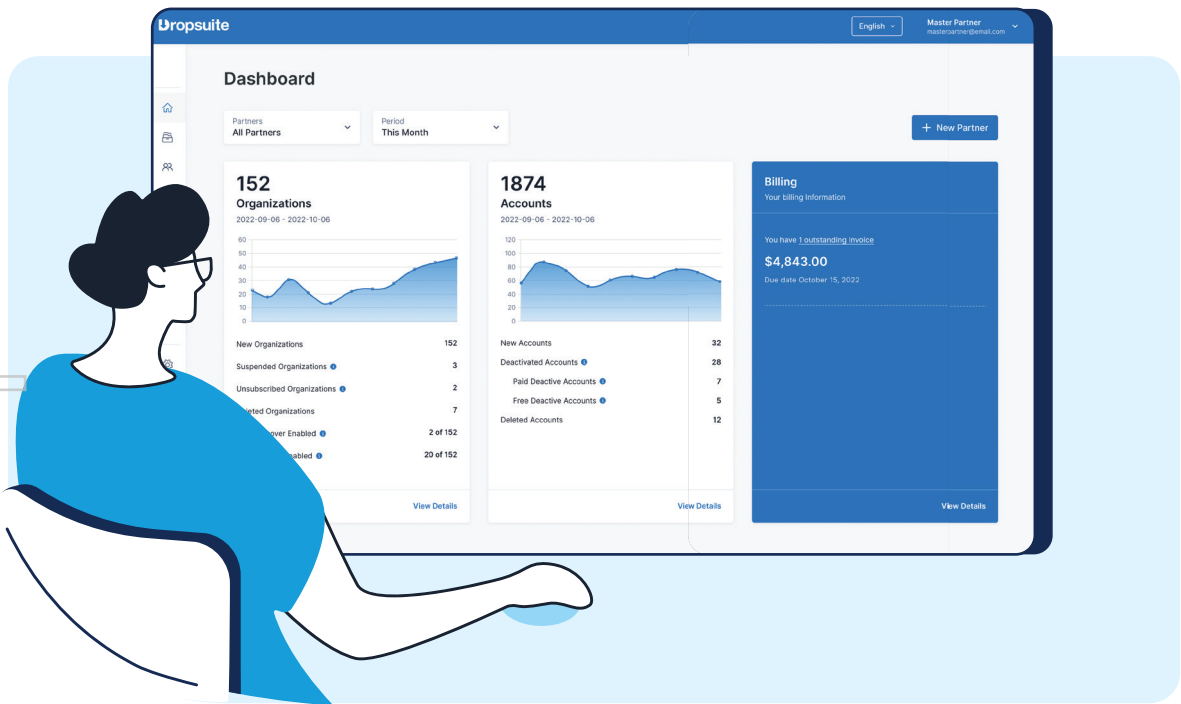 Dropsuite
English
Master Partner
masterpartner@email.com
Dashboard
Partners
All Partners
Period
This Month
+ New Partner
152
Organizations
2022-09-06 - 2022-10-06
60
50
40
30
20
10
0
New Organizations 152
Suspended Organizations 3
Unsubscribed Organizations 2
eted Organizations 7
over Enabled 2 of 152
abled 20 of 152
View Details
1874
Accounts
2022-09-06 - 2022-10-06
120
100
80
60
40
20
0
New Accounts 32
Deactivated Accounts 28
Paid Deactive Accounts 7
Free Deactive Accounts 5
Deleted Accounts 12
View Details
Billing
Your billing Information
You have 1 outstanding invoice
$4,843.00
Due date October 15, 2022
View Details